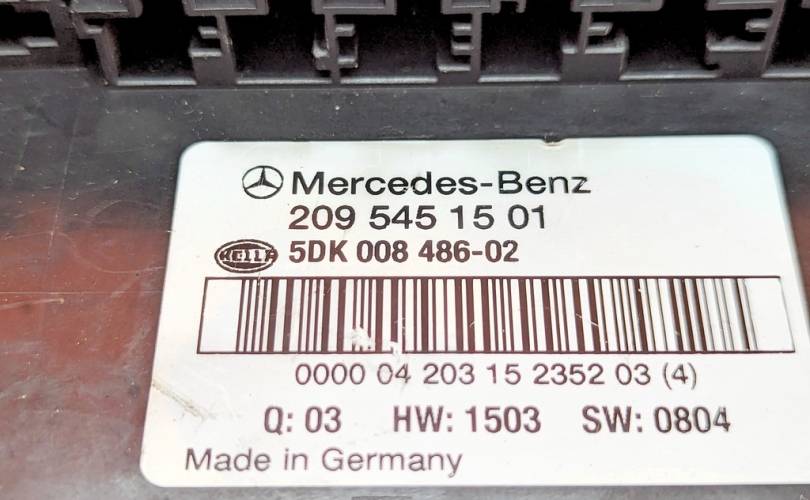 Mercedes-Benz
209 545 15 01
HELLA 5DK 008 486-02
0000 04 203 15 2352 03 (4)
Q: 03 HW: 1503 SW: 0804
Made in Germany